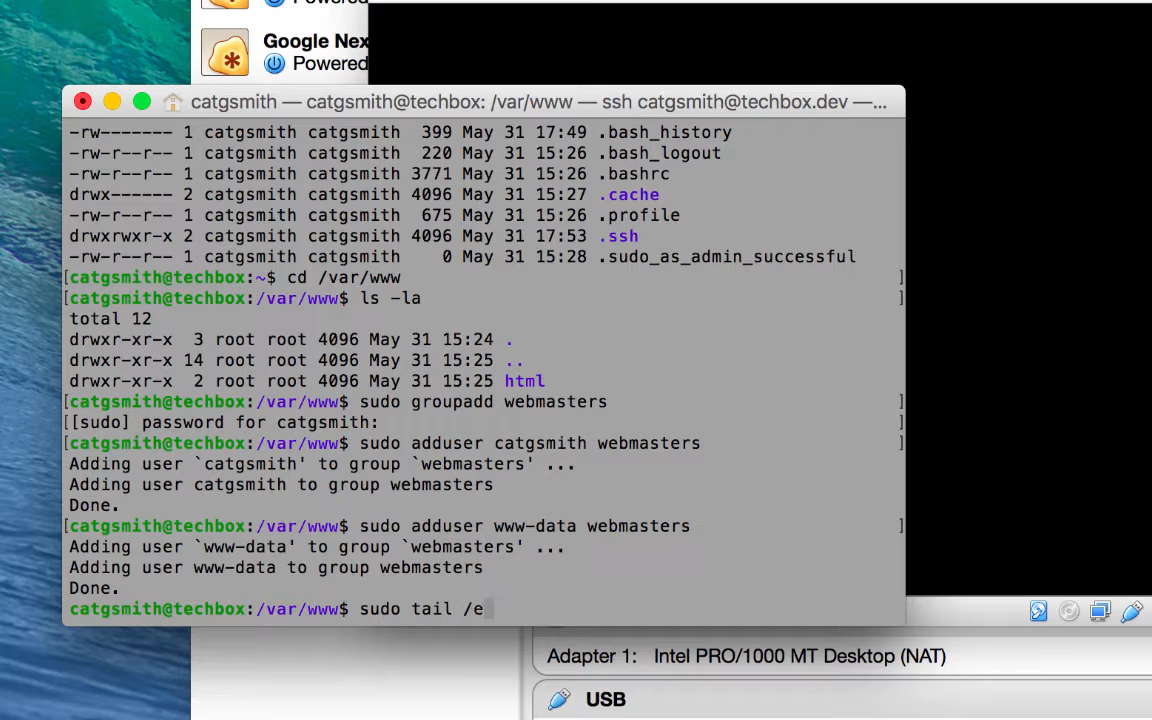 Powered
Google Nex
Powered
catgsmith — catgsmith@techbox: /var/www — ssh catgsmith@techbox.dev —...
-rw------- 1 catgsmith catgsmith  399 May 31 17:49 .bash_history
-rw-r--r-- 1 catgsmith catgsmith  220 May 31 15:26 .bash_logout
-rw-r--r-- 1 catgsmith catgsmith 3771 May 31 15:26 .bashrc
drwx------ 2 catgsmith catgsmith 4096 May 31 15:27 .cache
-rw-r--r-- 1 catgsmith catgsmith  675 May 31 15:26 .profile
drwxrwxr-x 2 catgsmith catgsmith 4096 May 31 17:53 .ssh
-rw-r--r-- 1 catgsmith catgsmith    0 May 31 15:28 .sudo_as_admin_successful
[catgsmith@techbox:~$ cd /var/www ]
[catgsmith@techbox:/var/www$ ls -la ]
total 12
drwxr-xr-x  3 root root 4096 May 31 15:24 .
drwxr-xr-x 14 root root 4096 May 31 15:25 ..
drwxr-xr-x  2 root root 4096 May 31 15:25 html
[catgsmith@techbox:/var/www$ sudo groupadd webmasters ]
[[sudo] password for catgsmith: ]
[catgsmith@techbox:/var/www$ sudo adduser catgsmith webmasters ]
Adding user `catgsmith' to group `webmasters' ...
Adding user catgsmith to group webmasters
Done.
[catgsmith@techbox:/var/www$ sudo adduser www-data webmasters ]
Adding user `www-data' to group `webmasters' ...
Adding user www-data to group webmasters
Done.
catgsmith@techbox:/var/www$ sudo tail /e
Adapter 1: Intel PRO/1000 MT Desktop (NAT)
USB